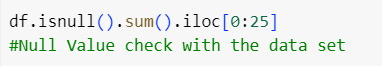 df.isnull().sum().iloc[0:25]
#Null Value check with the data set